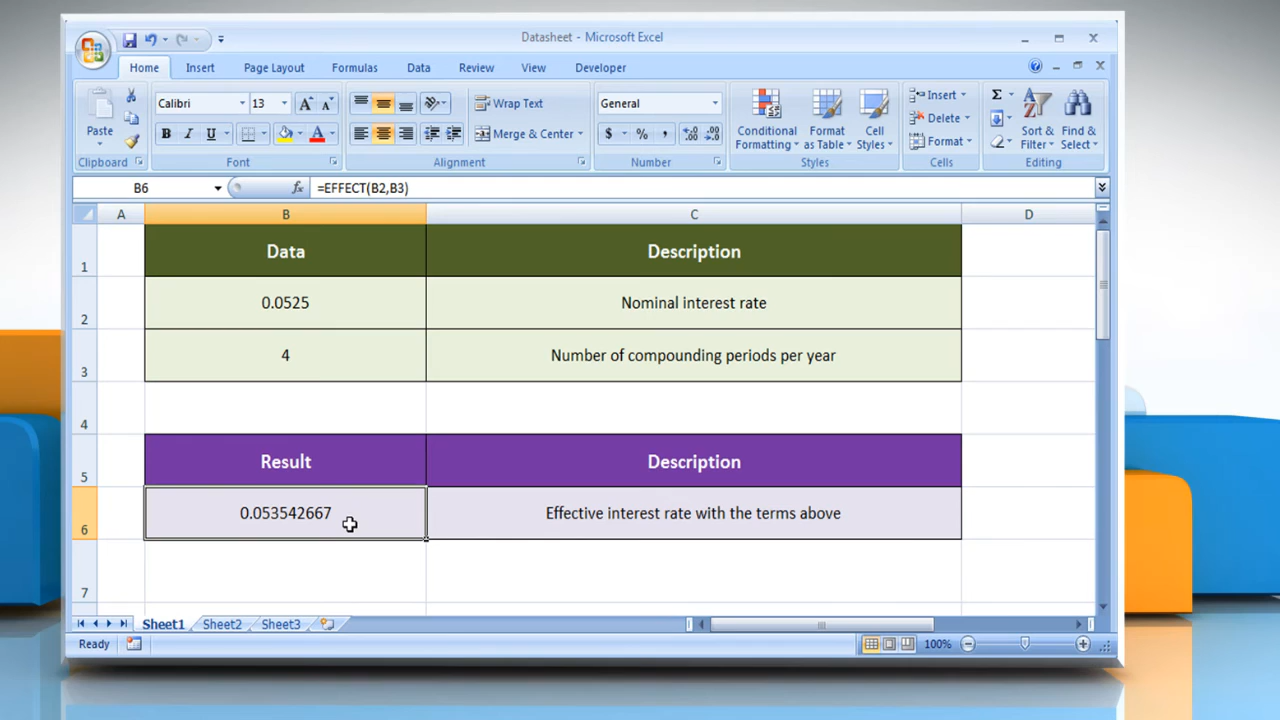 Datasheet - Microsoft Excel
Home Insert Page Layout Formulas Data Review View Developer
Paste
Calibri 13
B I U A
Wrap Text
Merge & Center
General
$ % ,
Conditional Formatting
Format as Table
Cell Styles
Insert
Delete
Format
Σ
Sort & Filter
Find & Select
Clipboard Font Alignment Number Styles Cells Editing
B6 fx =EFFECT(B2,B3)
A B C D
1 Data Description
2 0.0525 Nominal interest rate
3 4 Number of compounding periods per year
4
5 Result Description
6 0.053542667 Effective interest rate with the terms above
7
Sheet1 Sheet2 Sheet3
Ready 100%